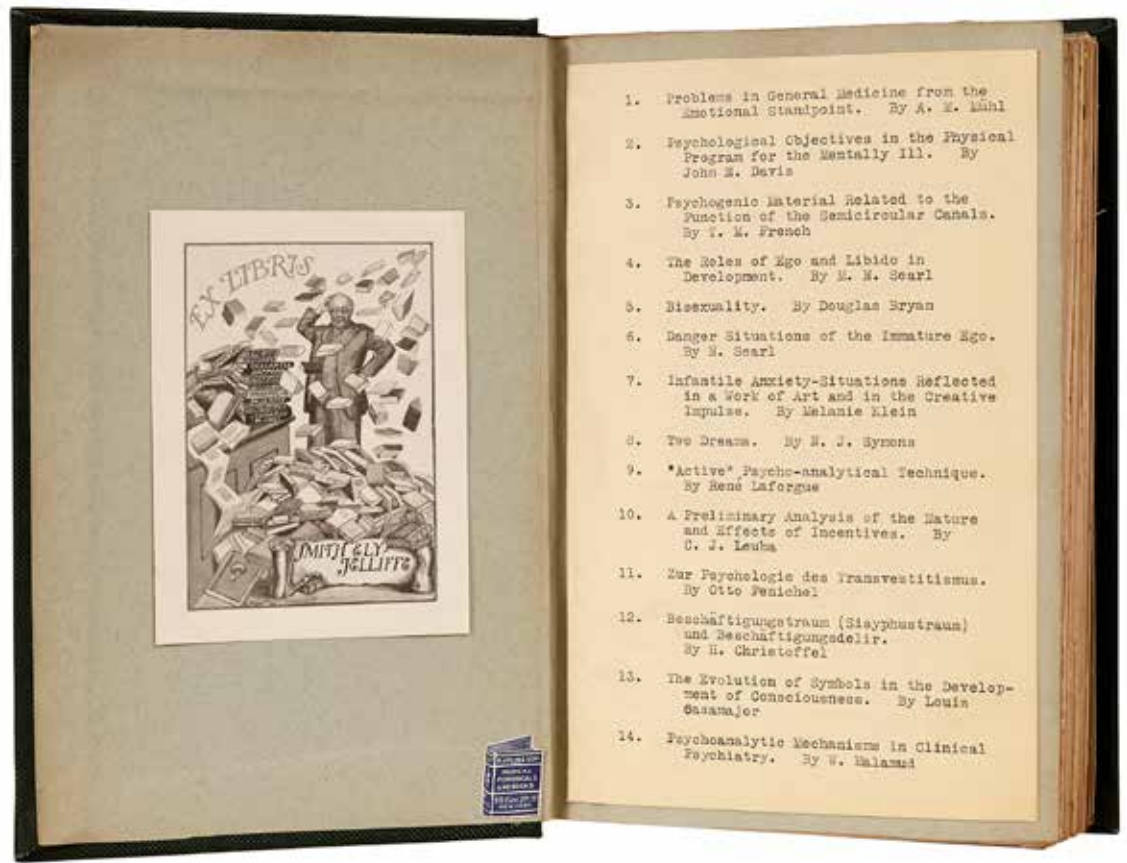 EX LIBRIS
SMITH ELY
JELLIFFE
MEDICAL
PERIODICALS
AND BOOKS
NEW YORK
1. Problems in General Medicine from the
Emotional Standpoint. By A. M. Muhl
2. Psychological Objectives in the Physical
Program for the Mentally Ill. By
John E. Davis
3. Psychogenic Material Related to the
Function of the Semicircular Canals.
By T. M. French
4. The Roles of Ego and Libido in
Development. By M. N. Searl
5. Bisexuality. By Douglas Bryan
6. Danger Situations of the Immature Ego.
By N. Searl
7. Infantile Anxiety-Situations Reflected
in a Work of Art and in the Creative
Impulse. By Melanie Klein
8. Two Dreams. By N. J. Symons
9. "Active" Psycho-analytical Technique.
By René Laforgue
10. A Preliminary Analysis of the Nature
and Effects of Incentives. By
C. J. Leuba
11. Zur Psychologie des Transvestitismus.
By Otto Fenichel
12. Beschäftigungstraum (Sisyphustraum)
und Beschäftigungsdelir.
By H. Christoffel
13. The Evolution of Symbols in the Develop-
ment of Consciousness. By Louis
Casamajor
14. Psychoanalytic Mechanisms in Clinical
Psychiatry. By W. Malamud